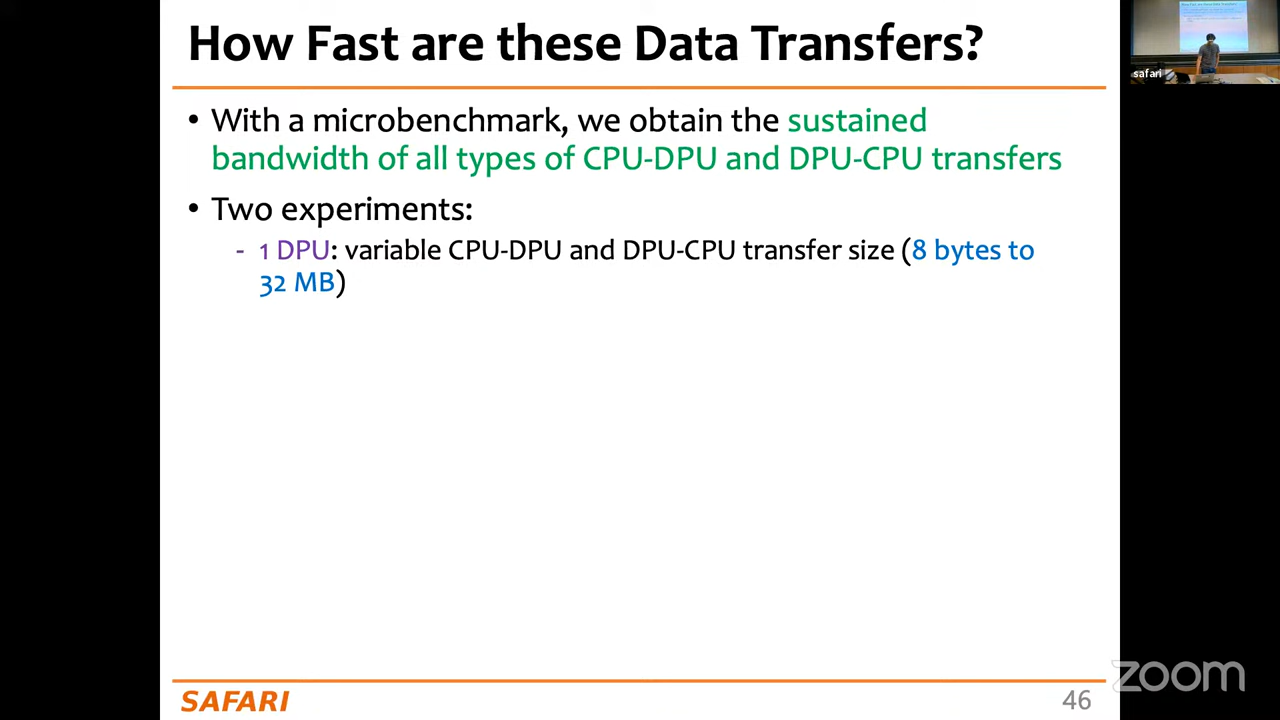 How Fast are these Data Transfers?
• With a microbenchmark, we obtain the sustained
bandwidth of all types of CPU-DPU and DPU-CPU transfers
• Two experiments:
- 1 DPU: variable CPU-DPU and DPU-CPU transfer size (8 bytes to
32 MB)
SAFARI
46
safari
zoom